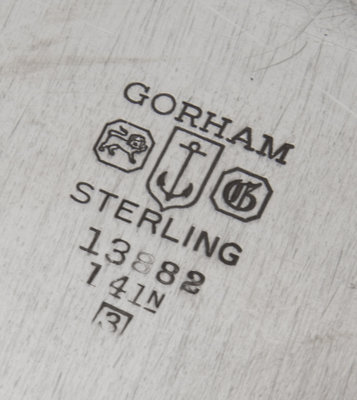 GORHAM
G
STERLING
13882
141N
3